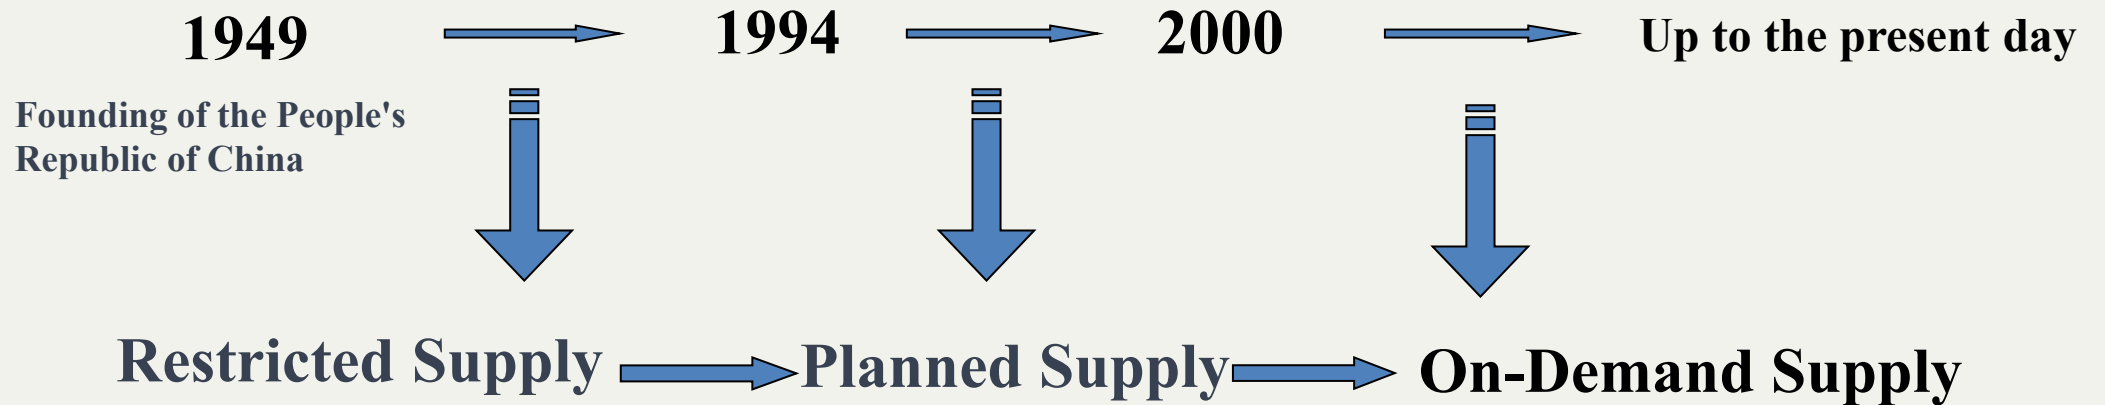 1949
1994
2000
Up to the present day
Founding of the People's
Republic of China
Restricted Supply
Planned Supply
On-Demand Supply